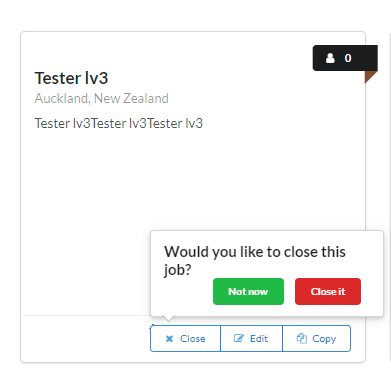 0
Tester lv3
Auckland, New Zealand
Tester lv3Tester lv3Tester lv3
Would you like to close this
job?
Not now Close it
Close Edit Copy